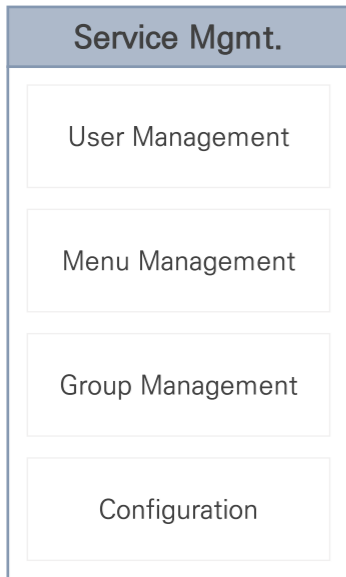 Service Mgmt.
User Management
Menu Management
Group Management
Configuration